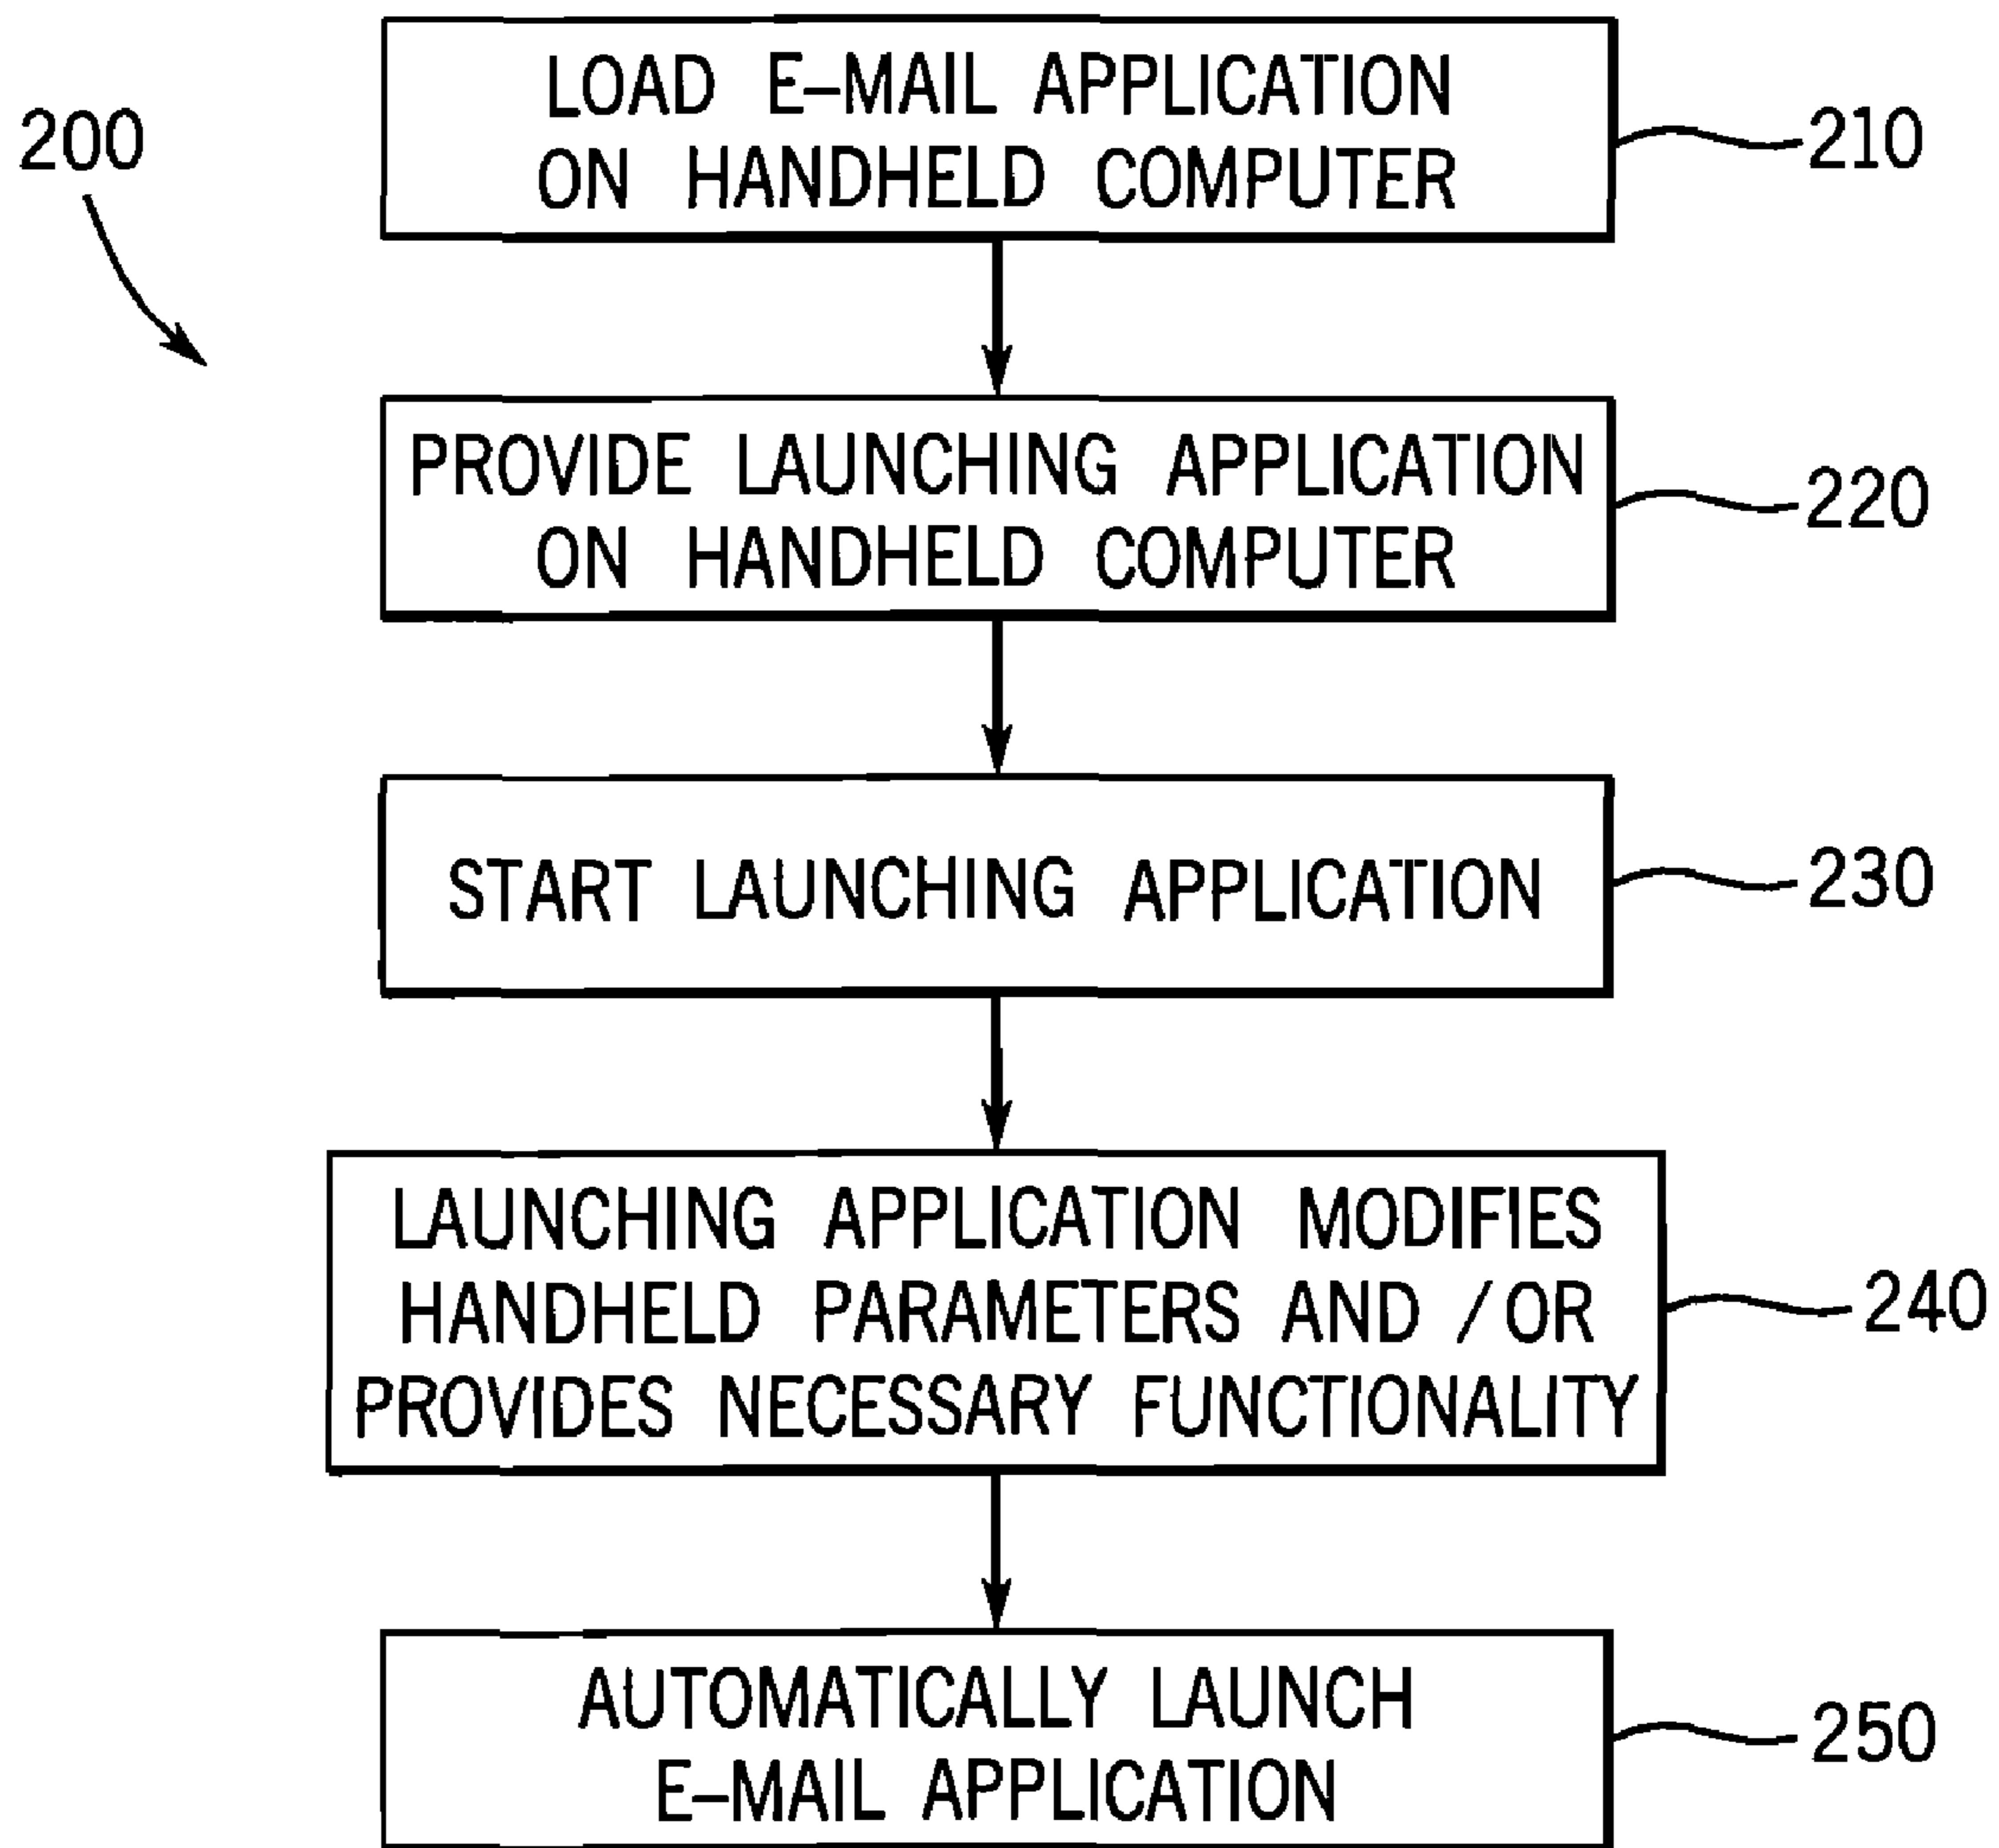 200
LOAD E–MAIL APPLICATION
ON HANDHELD COMPUTER
210
PROVIDE LAUNCHING APPLICATION
ON HANDHELD COMPUTER
220
START LAUNCHING APPLICATION
230
LAUNCHING APPLICATION MODIFIES
HANDHELD PARAMETERS AND /OR
PROVIDES NECESSARY FUNCTIONALITY
240
AUTOMATICALLY LAUNCH
E–MAIL APPLICATION
250